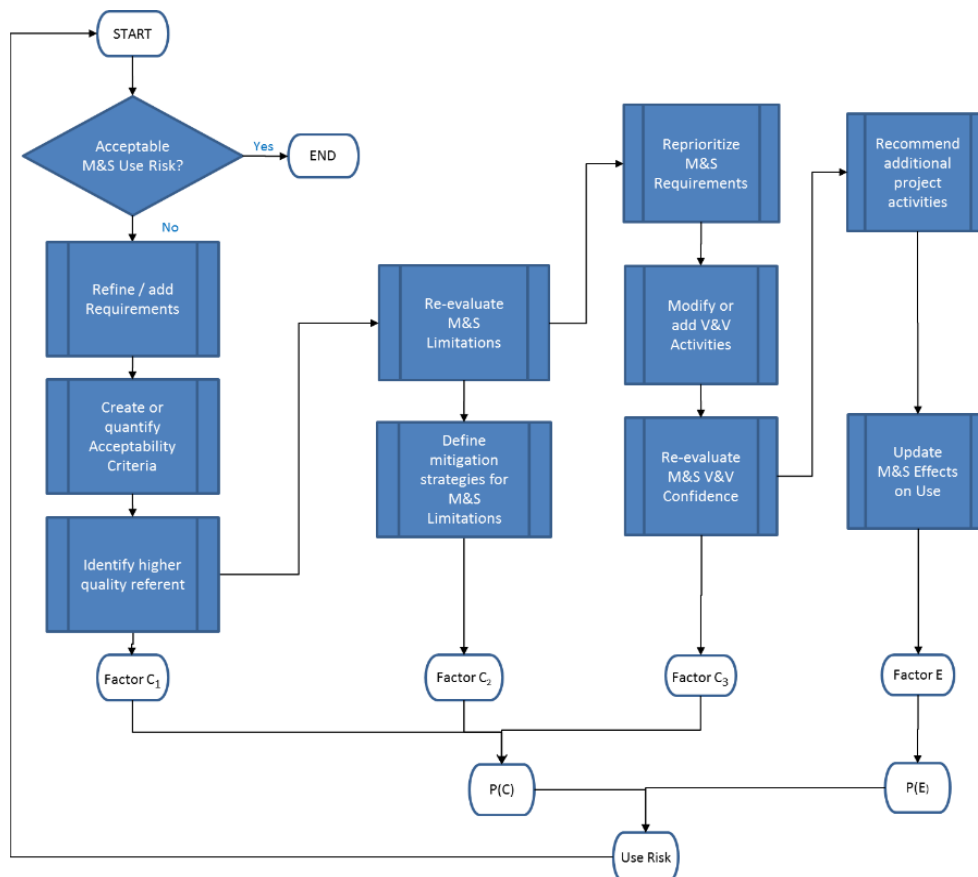 START
Acceptable
M&S Use Risk?
Yes
END
No
Refine / add
Requirements
Create or
quantify
Acceptability
Criteria
Identify higher
quality referent
Factor C1
Re-evaluate
M&S
Limitations
Define
mitigation
strategies for
M&S
Limitations
Factor C2
Reprioritize
M&S
Requirements
Modify or
add V&V
Activities
Re-evaluate
M&S V&V
Confidence
Factor C3
Recommend
additional
project
activities
Update
M&S Effects
on Use
Factor E
P(C)
P(E)
Use Risk